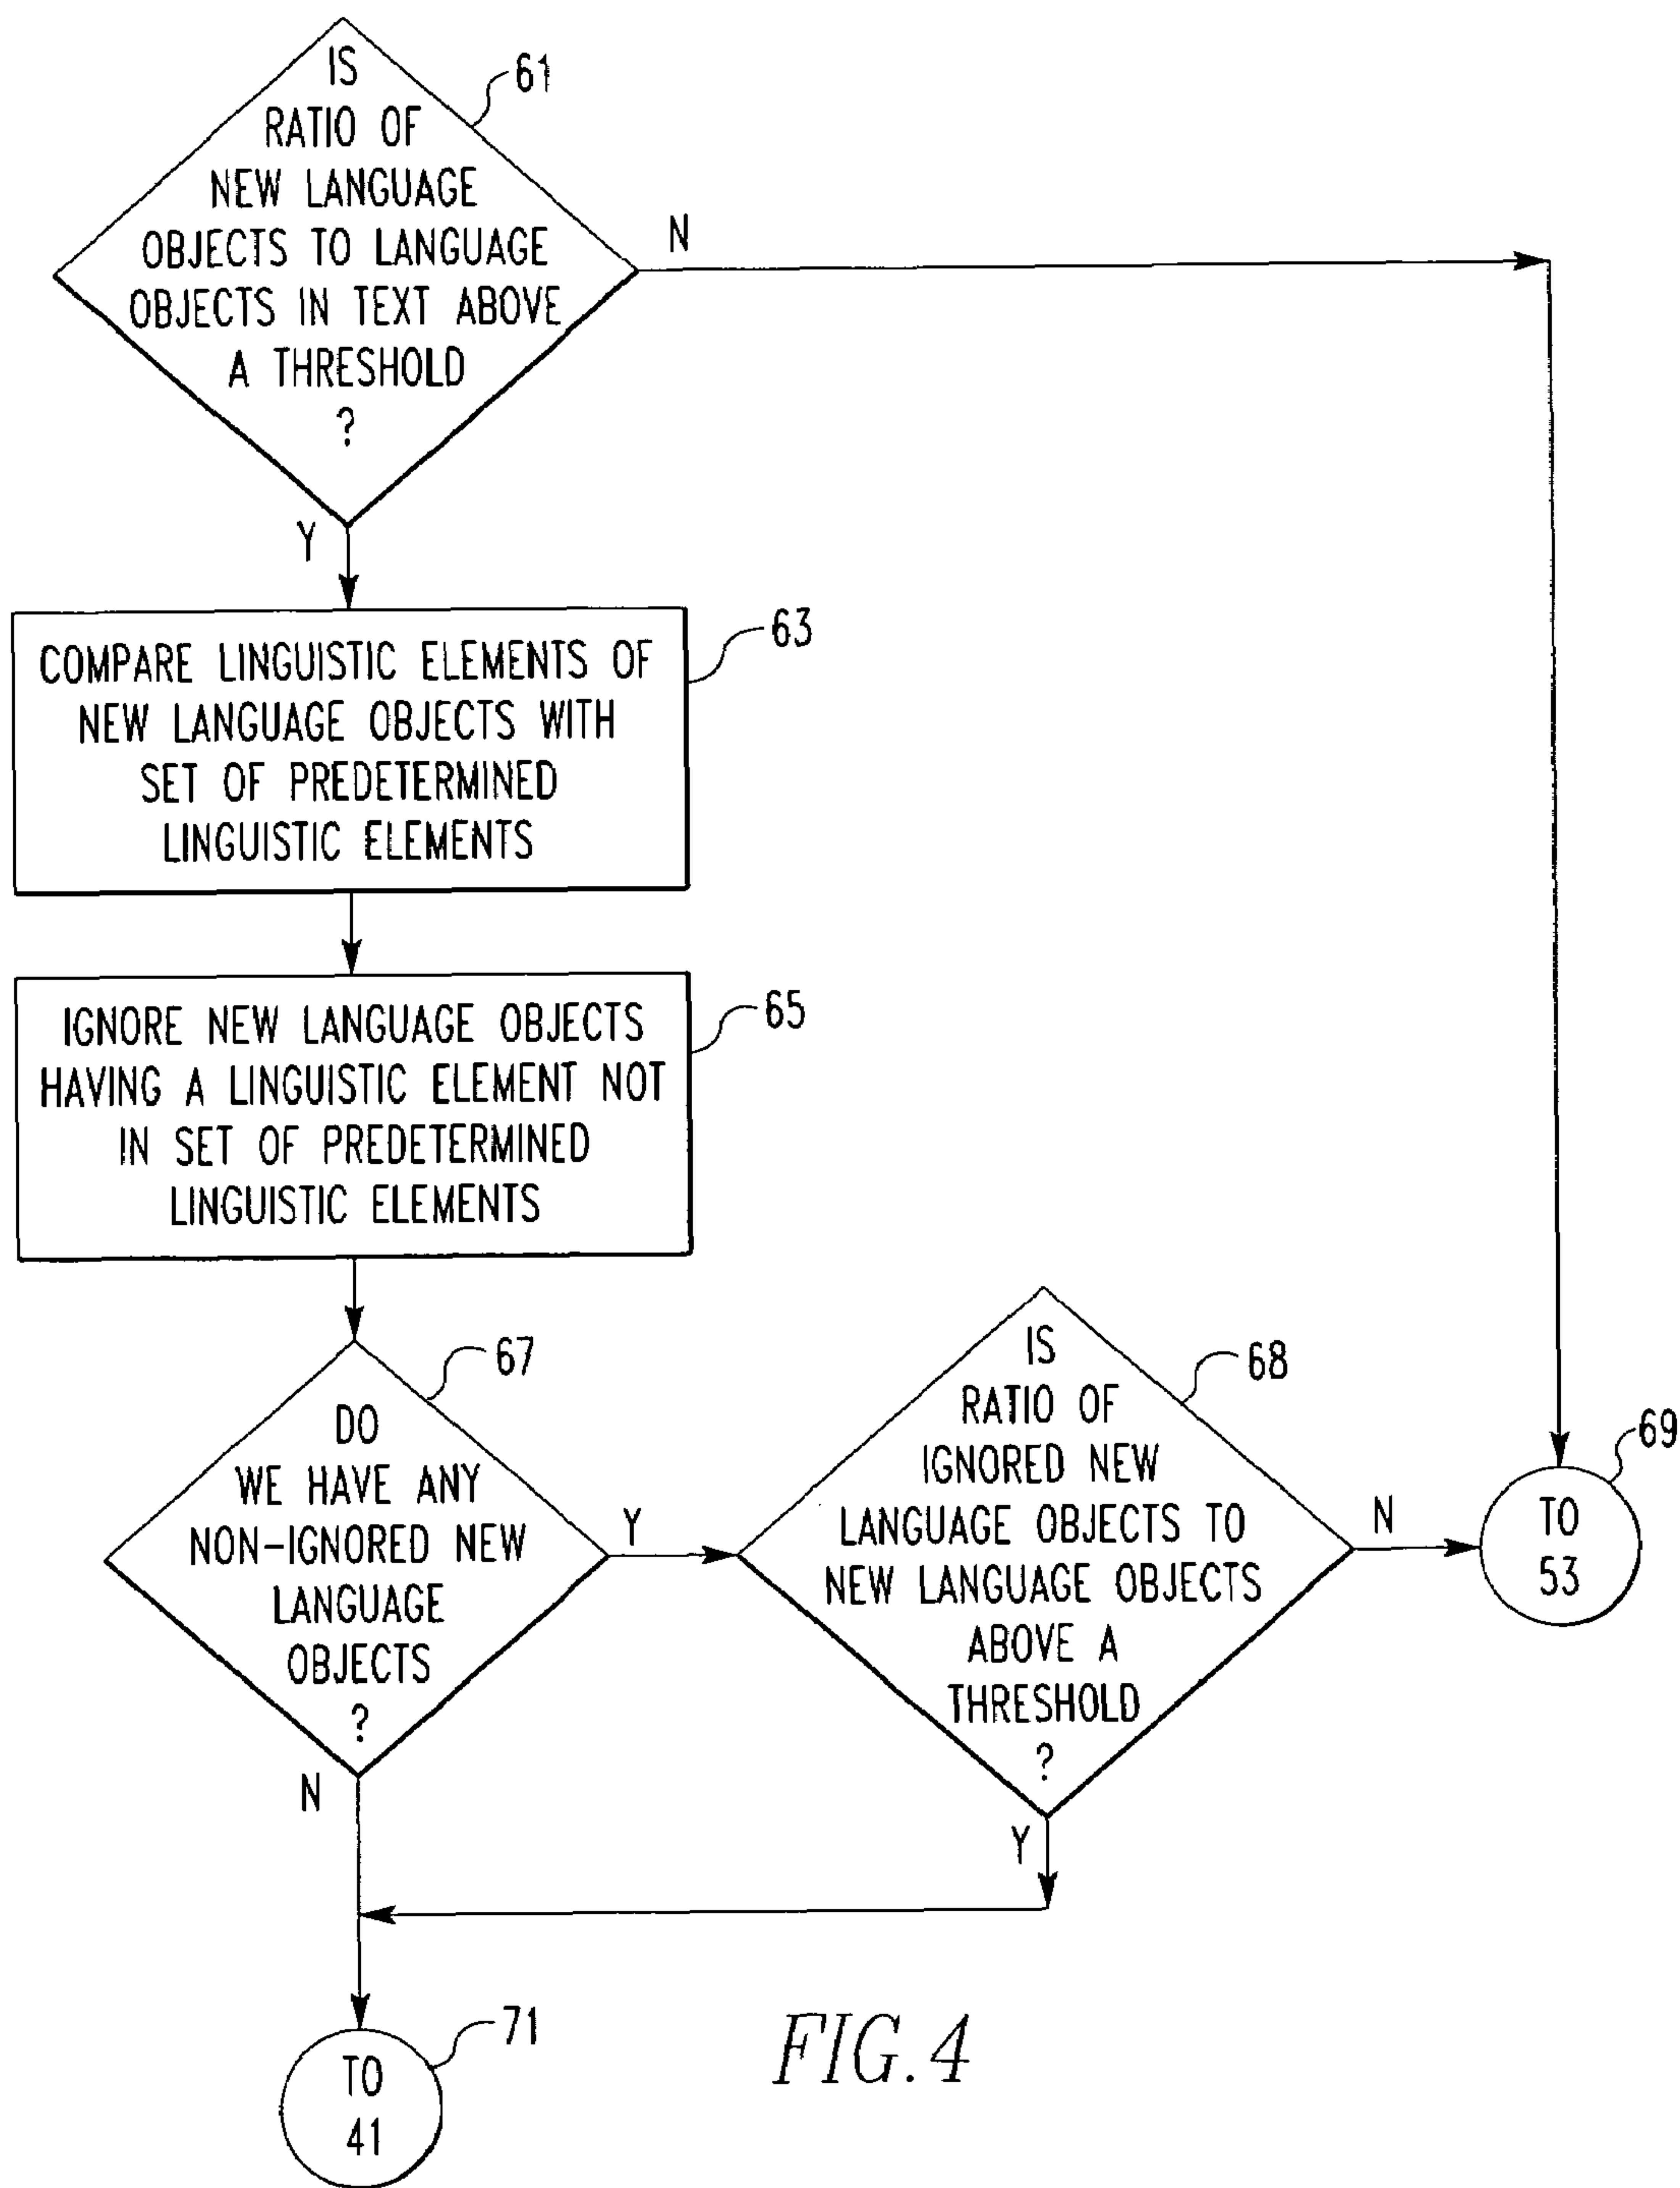 IS
RATIO OF
NEW LANGUAGE
OBJECTS TO LANGUAGE
OBJECTS IN TEXT ABOVE
A THRESHOLD
?
61
N
Y
COMPARE LINGUISTIC ELEMENTS OF
NEW LANGUAGE OBJECTS WITH
SET OF PREDETERMINED
LINGUISTIC ELEMENTS
63
IGNORE NEW LANGUAGE OBJECTS
HAVING A LINGUISTIC ELEMENT NOT
IN SET OF PREDETERMINED
LINGUISTIC ELEMENTS
65
DO
WE HAVE ANY
NON-IGNORED NEW
LANGUAGE
OBJECTS
?
67
Y
N
IS
RATIO OF
IGNORED NEW
LANGUAGE OBJECTS TO
NEW LANGUAGE OBJECTS
ABOVE A
THRESHOLD
?
68
N
Y
TO
53
69
TO
41
71
FIG. 4